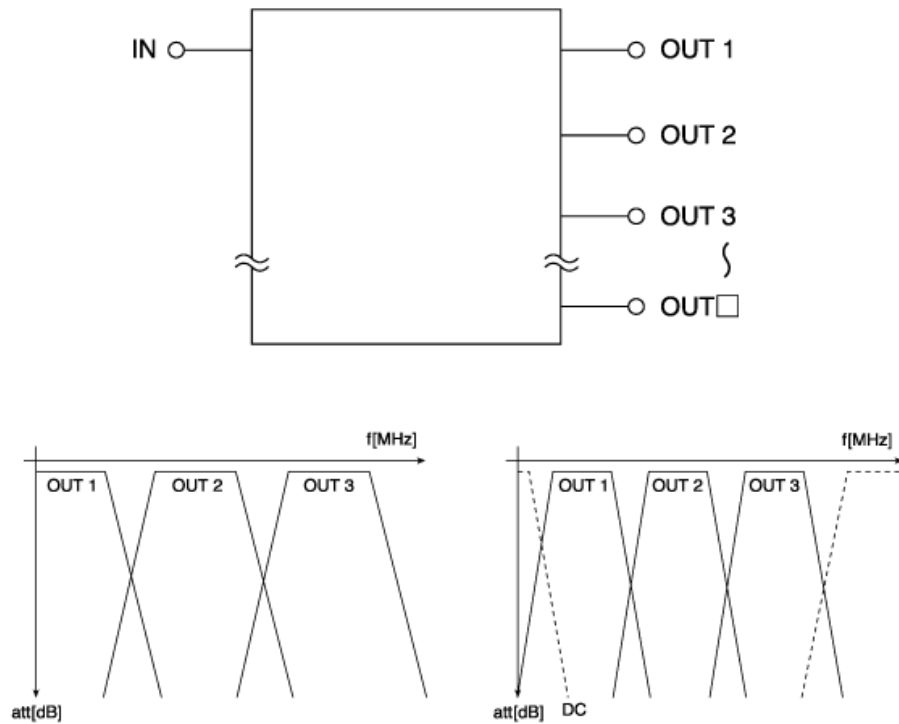 IN OUT 1
OUT 2
OUT 3
OUT□
f[MHz]
OUT 1 OUT 2 OUT 3
att[dB]
f[MHz]
OUT 1 OUT 2 OUT 3
att[dB] DC